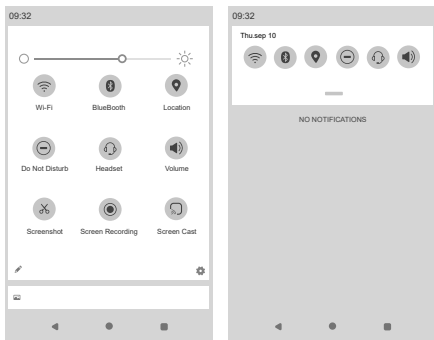 09:32
Wi-Fi BlueBooth Location
Do Not Disturb Headset Volume
Screenshot Screen Recording Screen Cast
09:32
Thu.sep 10
NO NOTIFICATIONS